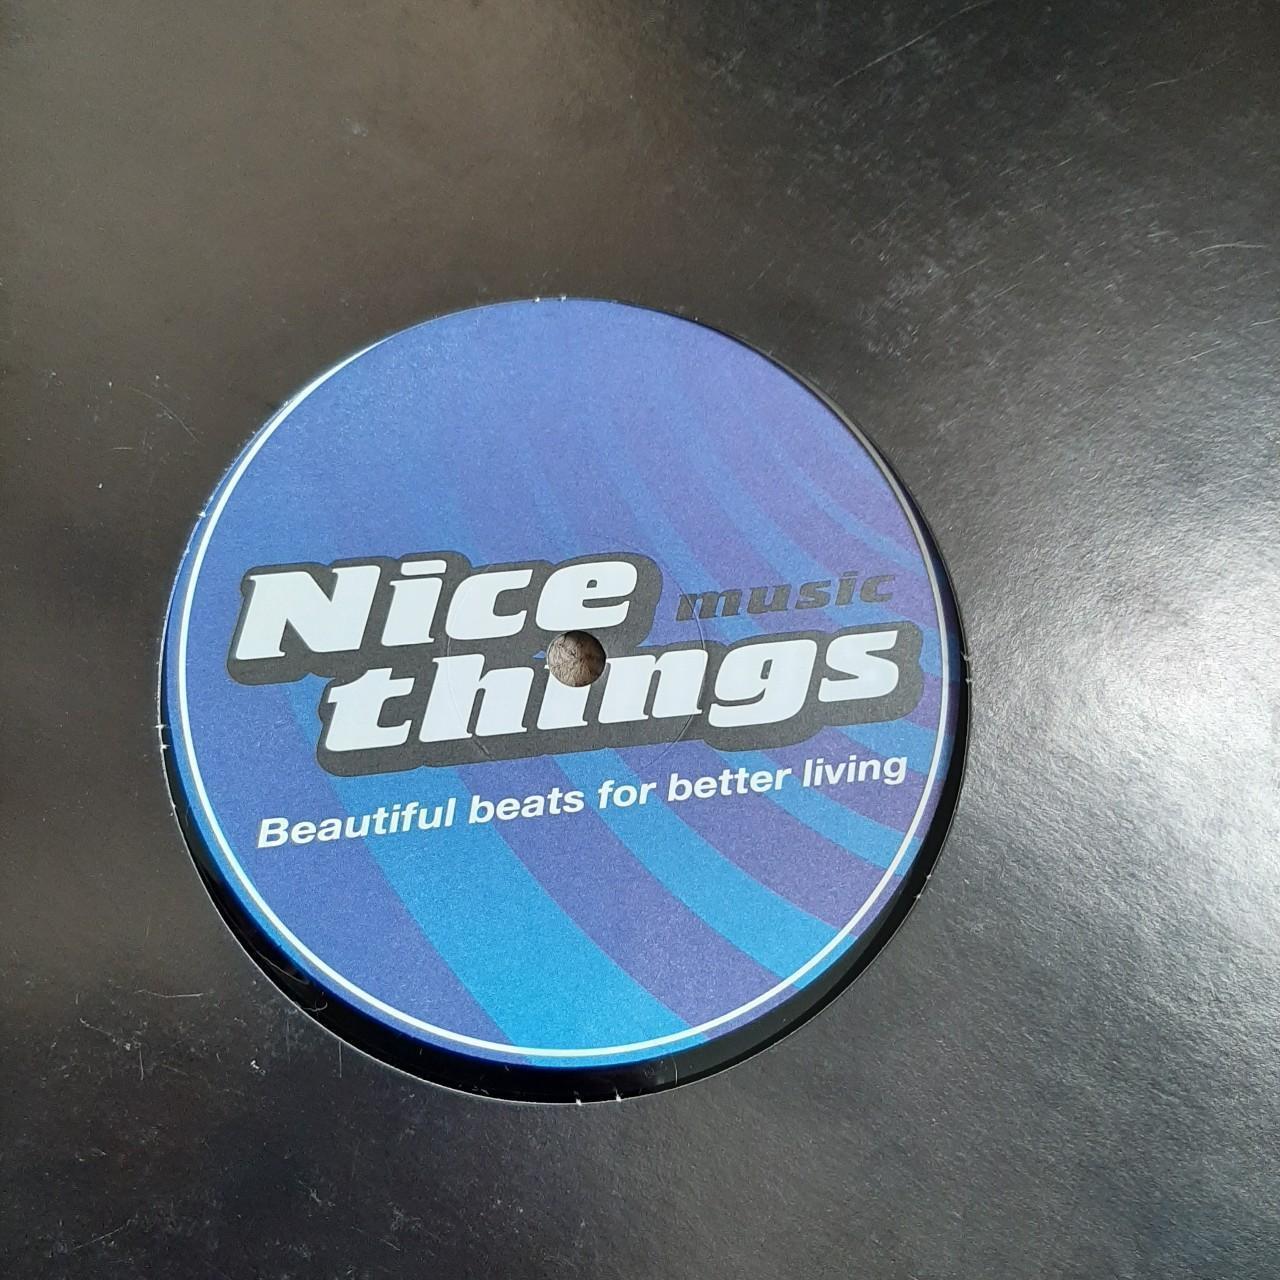 Nice music
things
Beautiful beats for better living